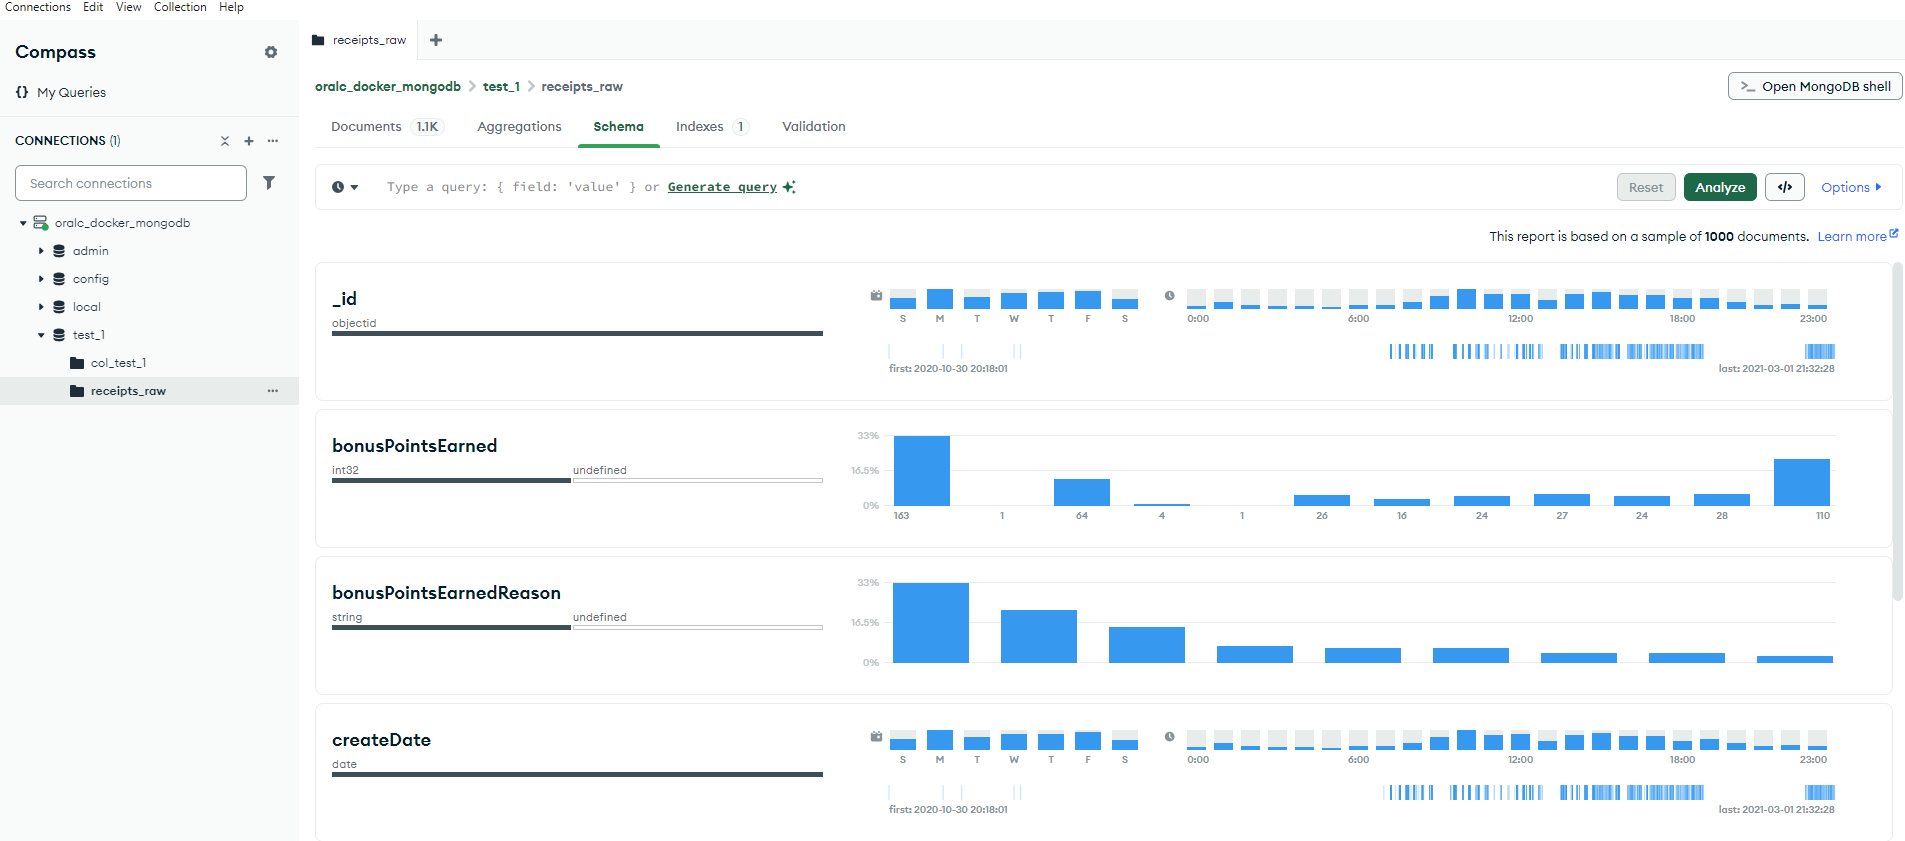 Connections Edit View Collection Help
Compass
{} My Queries
CONNECTIONS (1)
Search connections
oralc_docker_mongodb
admin
config
local
test_1
col_test_1
receipts_raw
receipts_raw
oralc_docker_mongodb > test_1 > receipts_raw
>_ Open MongoDB shell
Documents 1.1K Aggregations Schema Indexes 1 Validation
Type a query: { field: 'value' } or Generate query
Reset Analyze </> Options
This report is based on a sample of 1000 documents. Learn more
_id
objectid
S M T W T F S
0:00 6:00 12:00 18:00 23:00
first: 2020-10-30 20:18:01 last: 2021-03-01 21:32:28
bonusPointsEarned
int32 undefined
33%
16.5%
0%
163 1 64 4 1 26 16 24 27 24 28 110
bonusPointsEarnedReason
string undefined
33%
16.5%
0%
createDate
date
S M T W T F S
0:00 6:00 12:00 18:00 23:00
first: 2020-10-30 20:18:01 last: 2021-03-01 21:32:28